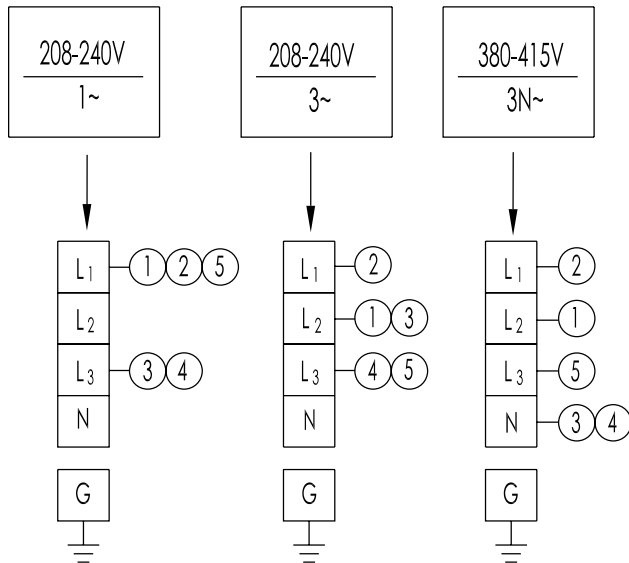 208-240V
1~
208-240V
3~
380-415V
3N~
L1 1 2 5
L2
L3 3 4
N
G
L1 2
L2 1 3
L3 4 5
N
G
L1 2
L2 1
L3 5
N 3 4
G